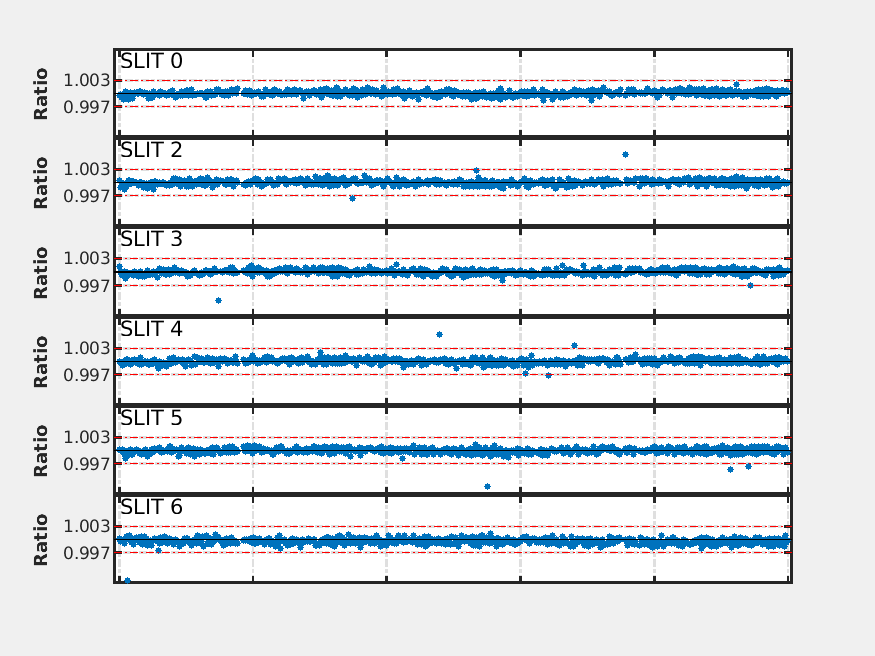 SLIT 0
Ratio
1.003
0.997
SLIT 2
Ratio
1.003
0.997
SLIT 3
Ratio
1.003
0.997
SLIT 4
Ratio
1.003
0.997
SLIT 5
Ratio
1.003
0.997
SLIT 6
Ratio
1.003
0.997